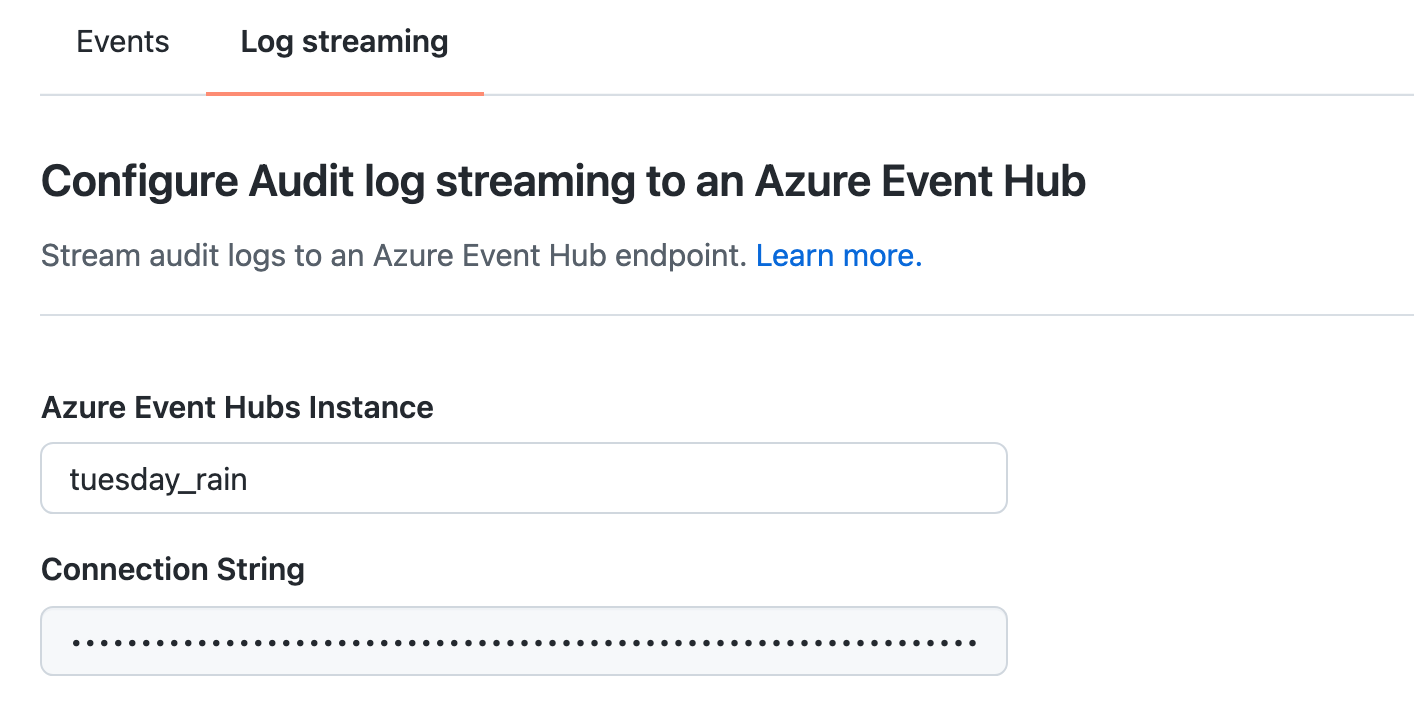 Events Log streaming
Configure Audit log streaming to an Azure Event Hub
Stream audit logs to an Azure Event Hub endpoint. Learn more.
Azure Event Hubs Instance
tuesday_rain
Connection String
•••••••••••••••••••••••••••••••••••••••••••••••••••••••••••••••••